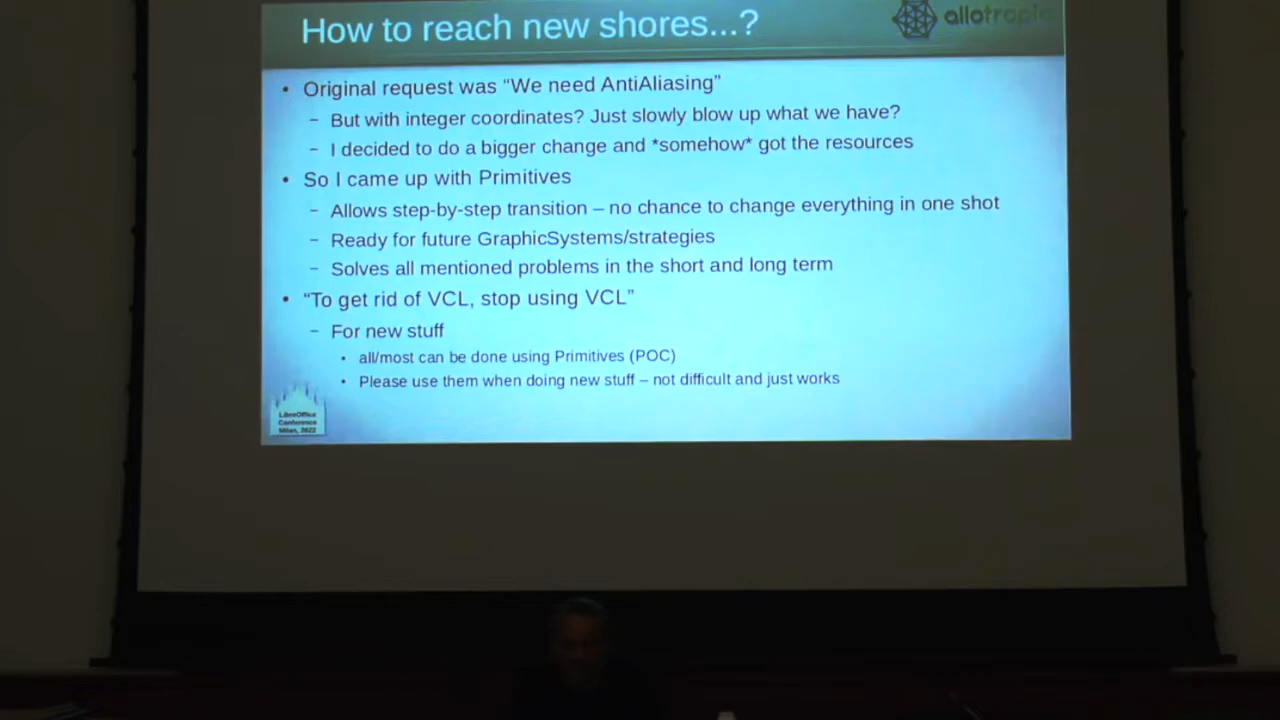 How to reach new shores...?
allotropia
• Original request was “We need AntiAliasing”
– But with integer coordinates? Just slowly blow up what we have?
– I decided to do a bigger change and *somehow* got the resources
• So I came up with Primitives
– Allows step-by-step transition – no chance to change everything in one shot
– Ready for future GraphicSystems/strategies
– Solves all mentioned problems in the short and long term
• “To get rid of VCL, stop using VCL”
– For new stuff
• all/most can be done using Primitives (POC)
• Please use them when doing new stuff – not difficult and just works
LibreOffice
Conference
Milan, 2022